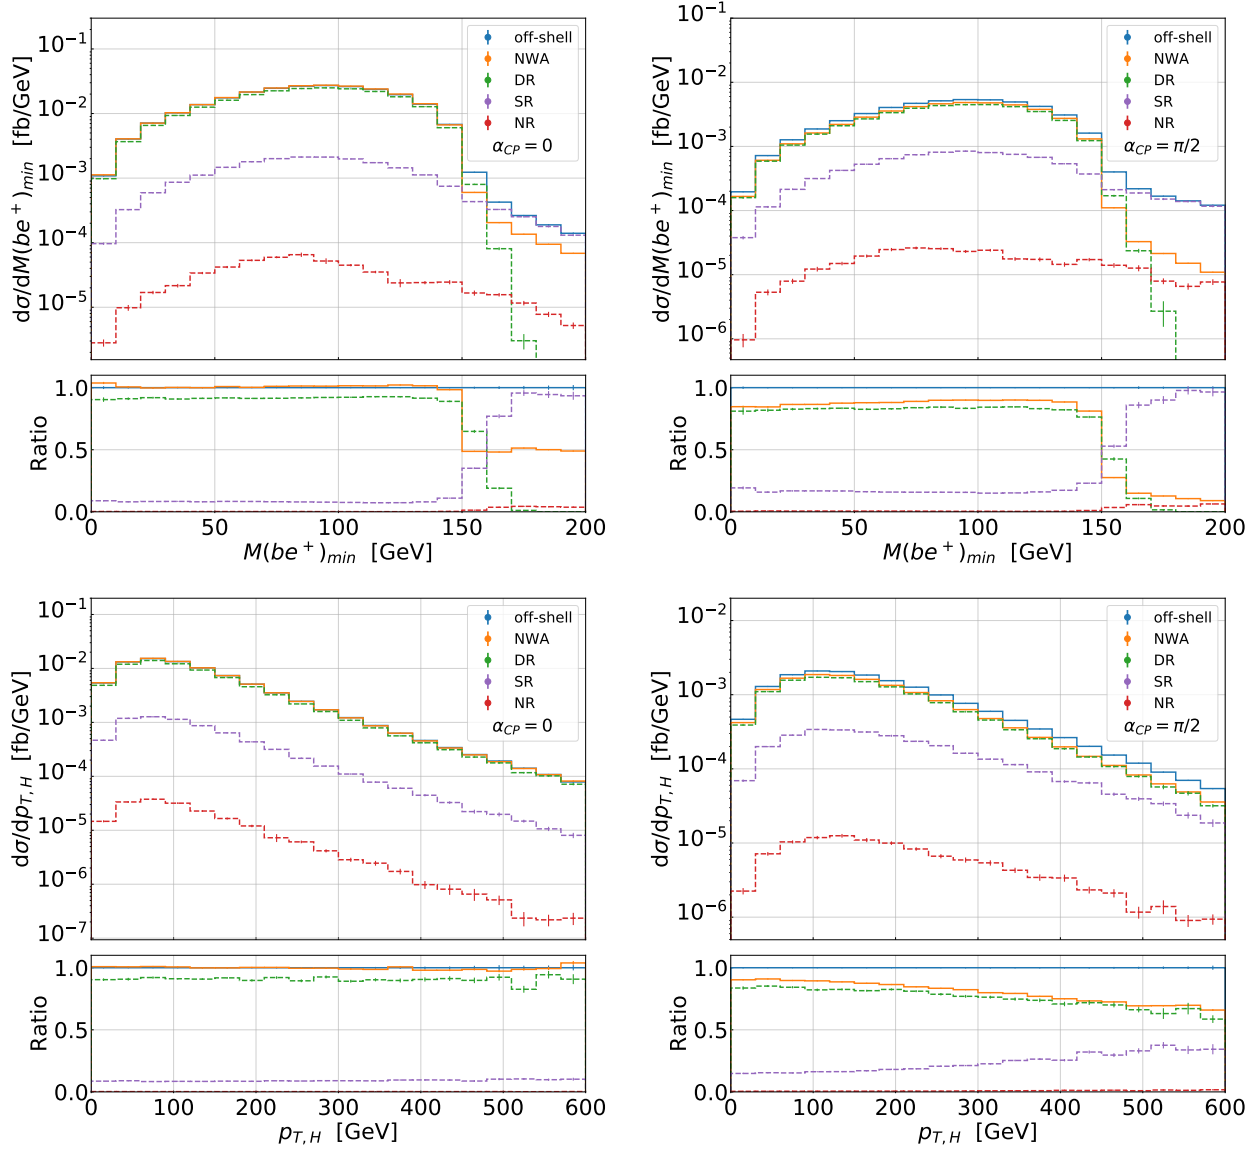 dσ/dM(be⁺)min [fb/GeV]
10⁻¹
10⁻²
10⁻³
10⁻⁴
10⁻⁵
off-shell
NWA
DR
SR
NR
α_CP = 0
Ratio
1.0
0.5
0.0
0 50 100 150 200
M(be⁺)min [GeV]
dσ/dM(be⁺)min [fb/GeV]
10⁻¹
10⁻²
10⁻³
10⁻⁴
10⁻⁵
10⁻⁶
off-shell
NWA
DR
SR
NR
α_CP = π/2
Ratio
1.0
0.5
0.0
0 50 100 150 200
M(be⁺)min [GeV]
dσ/dp_T,H [fb/GeV]
10⁻¹
10⁻²
10⁻³
10⁻⁴
10⁻⁵
10⁻⁶
10⁻⁷
off-shell
NWA
DR
SR
NR
α_CP = 0
Ratio
1.0
0.5
0.0
0 100 200 300 400 500 600
p_T,H [GeV]
dσ/dp_T,H [fb/GeV]
10⁻²
10⁻³
10⁻⁴
10⁻⁵
10⁻⁶
off-shell
NWA
DR
SR
NR
α_CP = π/2
Ratio
1.0
0.5
0.0
0 100 200 300 400 500 600
p_T,H [GeV]